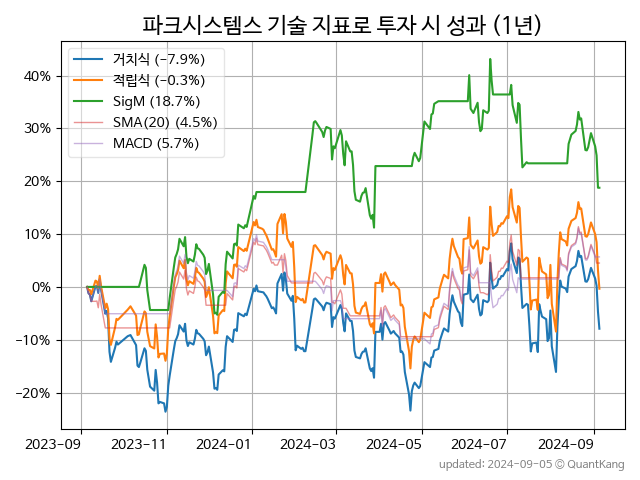 파크시스템스 기술 지표로 투자 시 성과 (1년)
거치식 (−7.9%)
적립식 (−0.3%)
SigM (18.7%)
SMA(20) (4.5%)
MACD (5.7%)
40%
30%
20%
10%
0%
−10%
−20%
2023-09 2023-11 2024-01 2024-03 2024-05 2024-07 2024-09
updated: 2024-09-05 © QuantKang